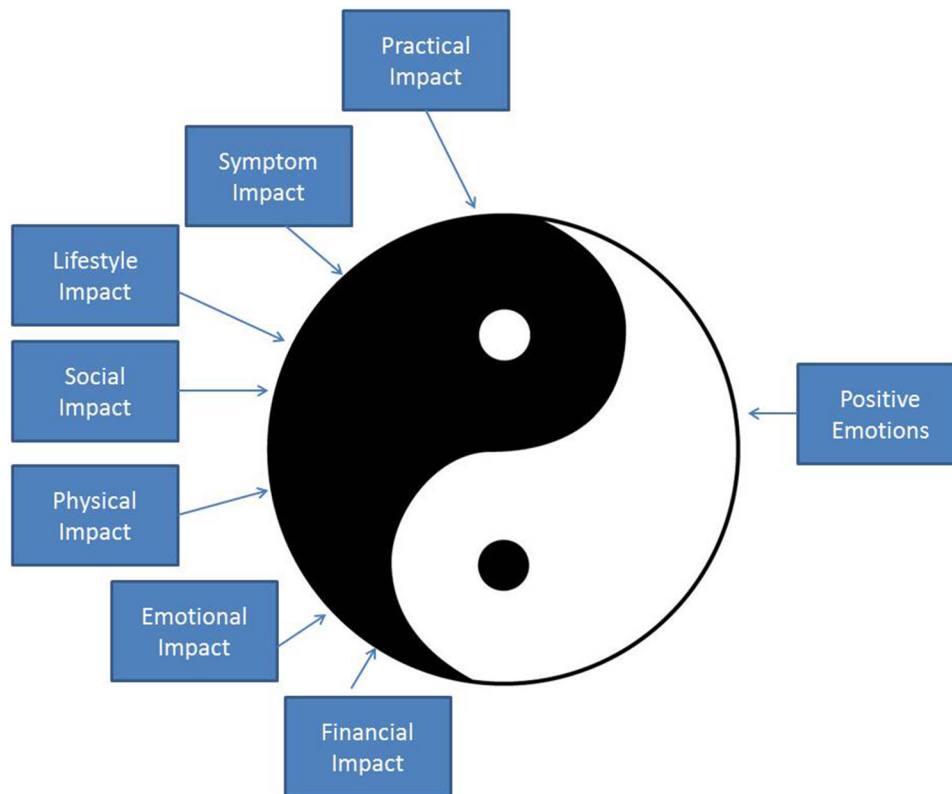 Practical
Impact
Symptom
Impact
Lifestyle
Impact
Social
Impact
Positive
Emotions
Physical
Impact
Emotional
Impact
Financial
Impact